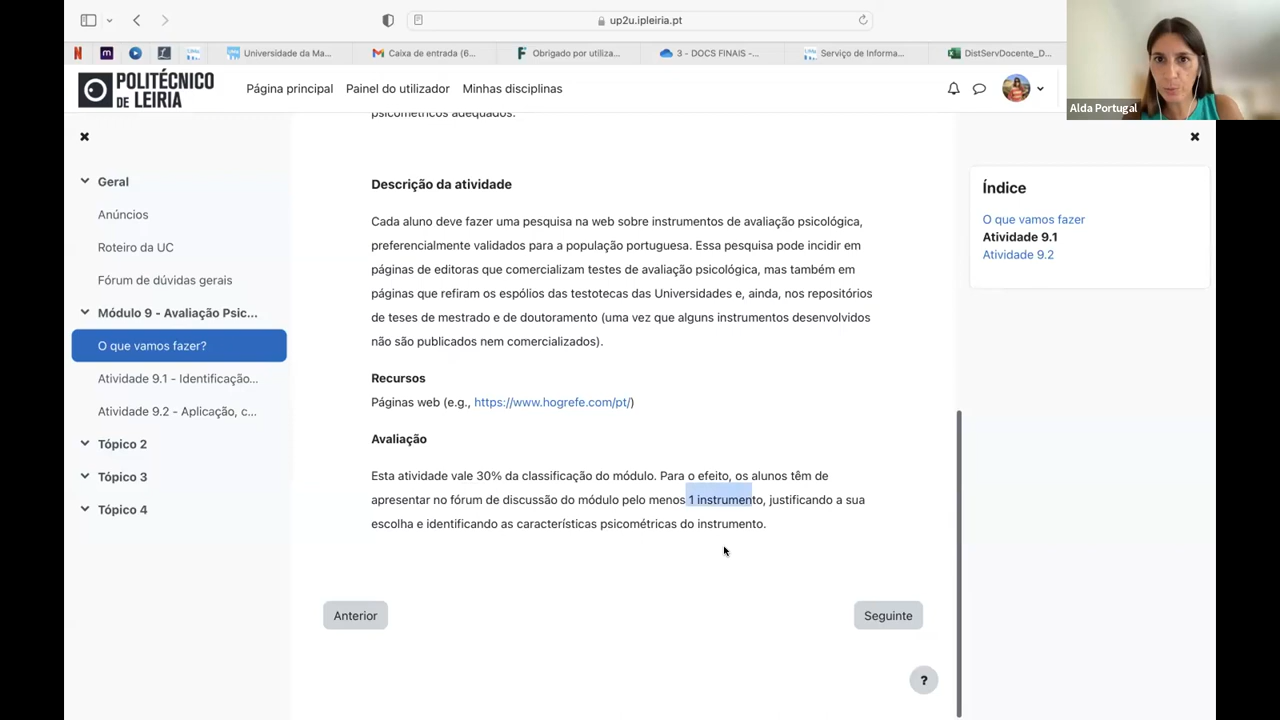 up2u.ipleiria.pt
Universidade da Ma...
Caixa de entrada (6...
Obrigado por utiliza...
3 - DOCS FINAIS -...
Serviço de Informa...
DistServDocente_D...
Alda Portugal
POLITÉCNICO
DE LEIRIA
Página principal
Painel do utilizador
Minhas disciplinas
psicométricos adequados.
Geral
Anúncios
Roteiro da UC
Fórum de dúvidas gerais
Módulo 9 - Avaliação Psic...
O que vamos fazer?
Atividade 9.1 - Identificação...
Atividade 9.2 - Aplicação, c...
Tópico 2
Tópico 3
Tópico 4
Descrição da atividade
Cada aluno deve fazer uma pesquisa na web sobre instrumentos de avaliação psicológica,
preferencialmente validados para a população portuguesa. Essa pesquisa pode incidir em
páginas de editoras que comercializam testes de avaliação psicológica, mas também em
páginas que refiram os espólios das testotecas das Universidades e, ainda, nos repositórios
de teses de mestrado e de doutoramento (uma vez que alguns instrumentos desenvolvidos
não são publicados nem comercializados).
Recursos
Páginas web (e.g., https://www.hogrefe.com/pt/)
Avaliação
Esta atividade vale 30% da classificação do módulo. Para o efeito, os alunos têm de
apresentar no fórum de discussão do módulo pelo menos 1 instrumento, justificando a sua
escolha e identificando as características psicométricas do instrumento.
Anterior
Seguinte
?
Índice
O que vamos fazer
Atividade 9.1
Atividade 9.2